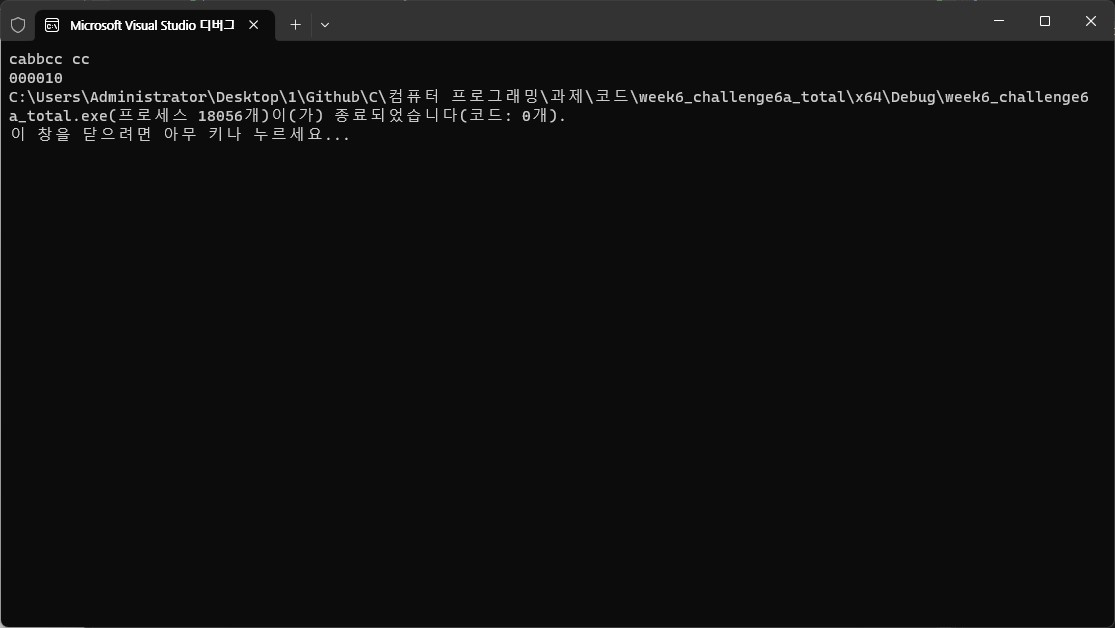 Microsoft Visual Studio 디버그
cabbcc cc
000010
C:\Users\Administrator\Desktop\1\Github\C\컴퓨터 프로그래밍\과제\코드\week6_challenge6a_total\x64\Debug\week6_challenge6
a_total.exe(프로세스 18056개)이(가) 종료되었습니다(코드: 0개).
이 창을 닫으려면 아무 키나 누르세요...